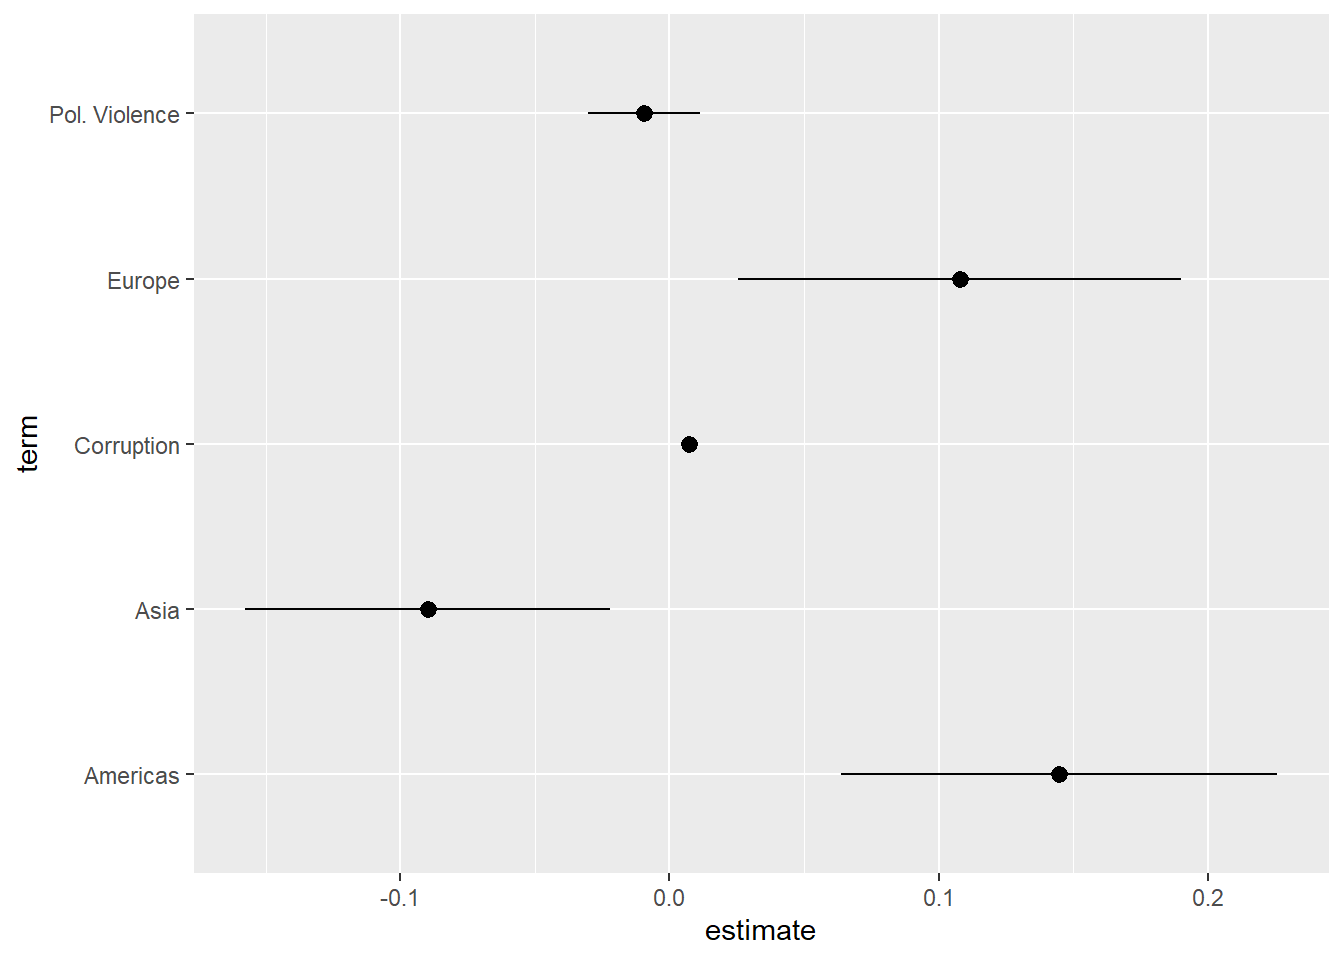 Pol. Violence
Europe
Corruption
Asia
Americas
term
-0.1 0.0 0.1 0.2
estimate